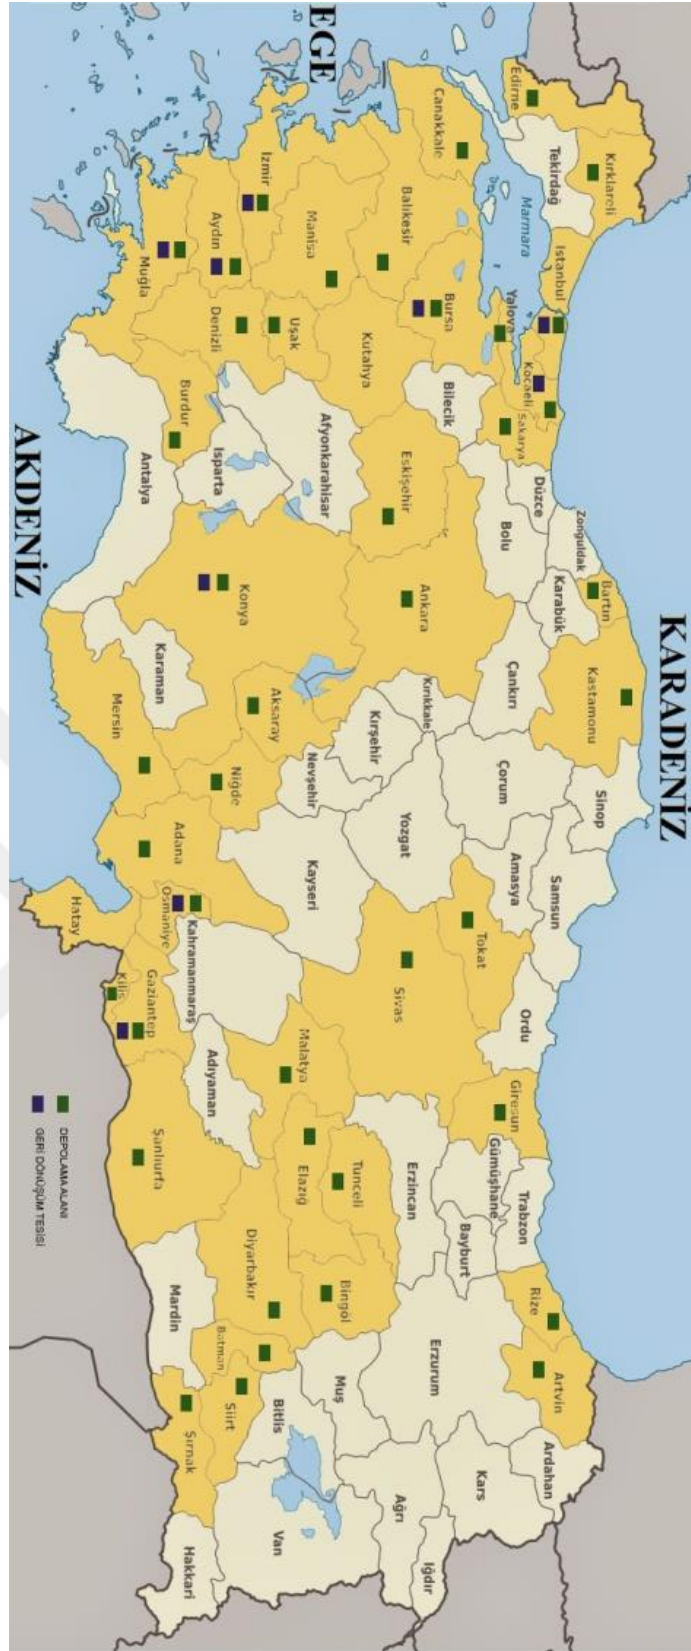 KARADENİZ
EGE
AKDENİZ
Marmara
Edirne
Kırklareli
Tekirdağ
Istanbul
Çanakkale
Balıkesir
Bursa
Yalova
Kocaeli
Sakarya
Bilecik
Düzce
Bolu
Zonguldak
Bartın
Karabük
Kastamonu
Çankırı
Sinop
Çorum
Samsun
Amasya
Tokat
Ordu
Giresun
Gümüşhane
Trabzon
Bayburt
Rize
Artvin
Ardahan
Kars
Iğdır
Ağrı
Erzurum
Erzincan
Izmir
Manisa
Kutahya
Uşak
Aydın
Denizli
Muğla
Burdur
Isparta
Afyonkarahisar
Eskişehir
Ankara
Kırıkkale
Kırşehir
Yozgat
Sivas
Antalya
Konya
Karaman
Aksaray
Nevşehir
Niğde
Kayseri
Mersin
Adana
Osmaniye
Hatay
Kahramanmaraş
Gaziantep
Kilis
Adıyaman
Malatya
Şanlıurfa
Elazığ
Tunceli
Bingöl
Diyarbakır
Mardin
Batman
Siirt
Şırnak
Muş
Bitlis
Van
Hakkari
DEPOLAMA ALANI
GERİ DÖNÜŞÜM TESİSİ